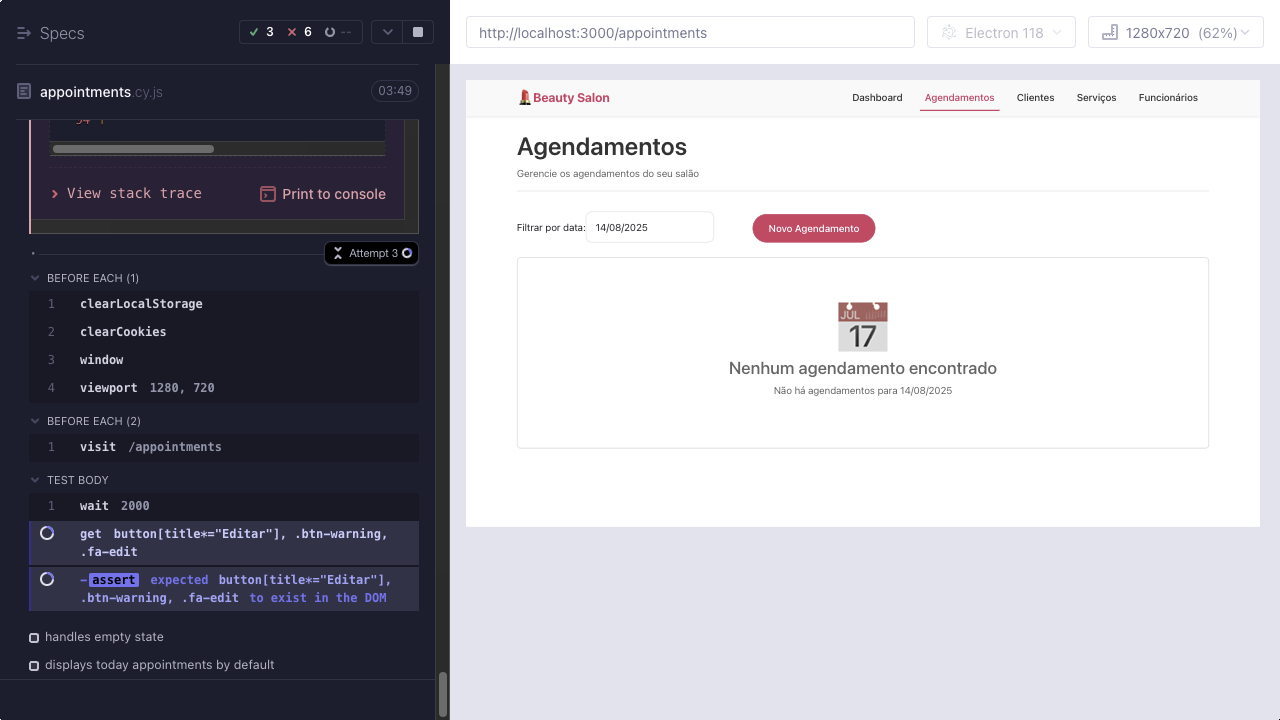 Specs
3
6
--
appointments.cy.js
03:49
View stack trace
Print to console
Attempt 3
BEFORE EACH (1)
1 clearLocalStorage
2 clearCookies
3 window
4 viewport 1280, 720
BEFORE EACH (2)
1 visit /appointments
TEST BODY
1 wait 2000
get button[title*="Editar"], .btn-warning,
.fa-edit
-assert expected button[title*="Editar"],
.btn-warning, .fa-edit to exist in the DOM
handles empty state
displays today appointments by default
http://localhost:3000/appointments
Electron 118
1280x720 (62%)
Beauty Salon
Dashboard
Agendamentos
Clientes
Serviços
Funcionários
Agendamentos
Gerencie os agendamentos do seu salão
Filtrar por data:
14/08/2025
Novo Agendamento
JUL
17
Nenhum agendamento encontrado
Não há agendamentos para 14/08/2025